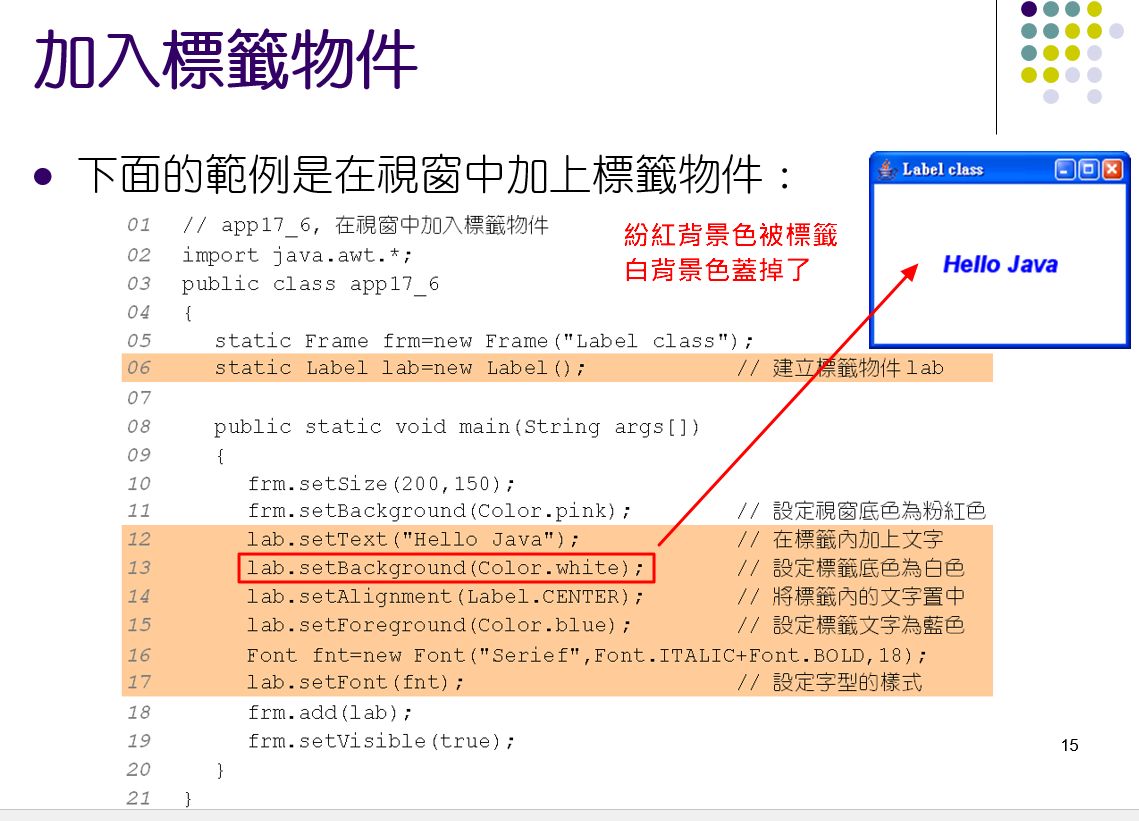 加入標籤物件
下面的範例是在視窗中加上標籤物件：
01 // app17_6, 在視窗中加入標籤物件
02 import java.awt.*;
03 public class app17_6
04 {
05 static Frame frm=new Frame("Label class");
06 static Label lab=new Label(); // 建立標籤物件 lab
07
08 public static void main(String args[])
09 {
10 frm.setSize(200,150);
11 frm.setBackground(Color.pink); // 設定視窗底色為粉紅色
12 lab.setText("Hello Java"); // 在標籤內加上文字
13 lab.setBackground(Color.white); // 設定標籤底色為白色
14 lab.setAlignment(Label.CENTER); // 將標籤內的文字置中
15 lab.setForeground(Color.blue); // 設定標籤文字為藍色
16 Font fnt=new Font("Serief",Font.ITALIC+Font.BOLD,18);
17 lab.setFont(fnt); // 設定字型的樣式
18 frm.add(lab);
19 frm.setVisible(true);
20 }
21 }
紛紅背景色被標籤
白背景色蓋掉了
Label class
Hello Java
15